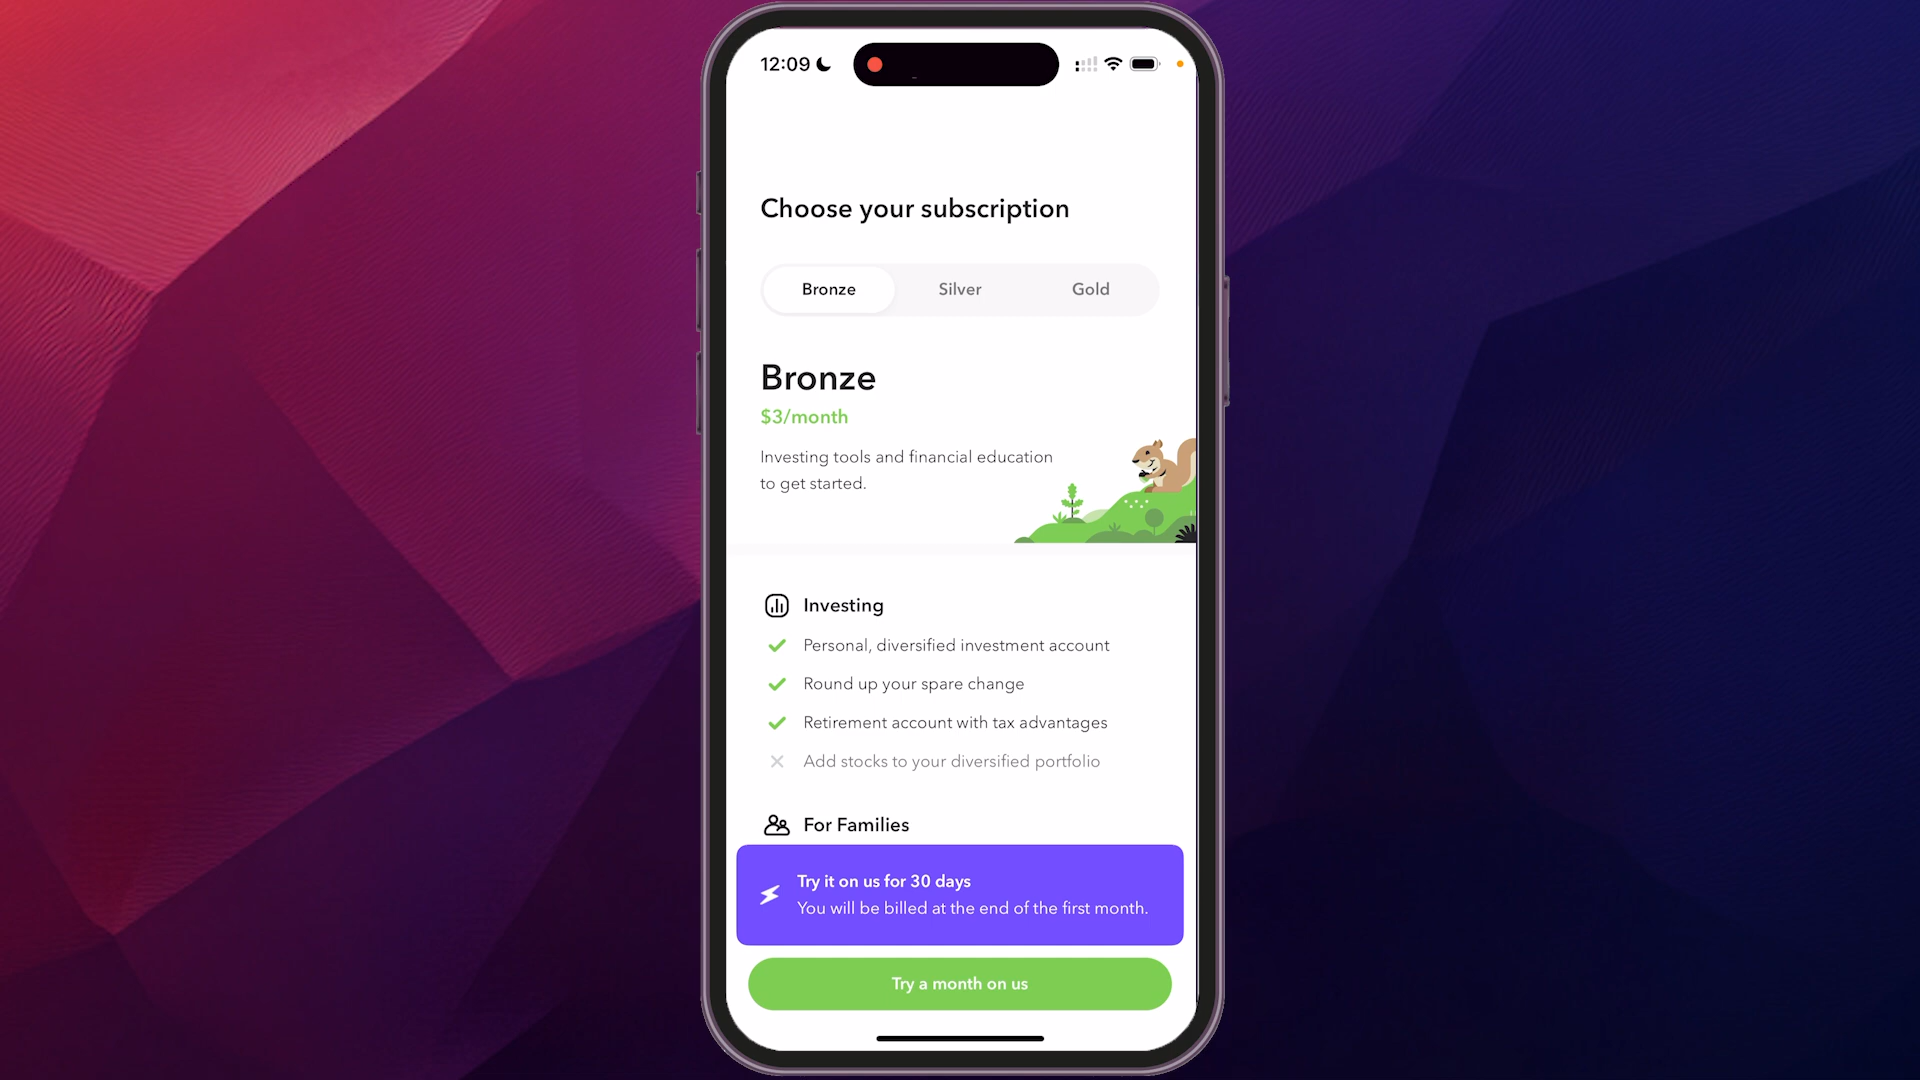 12:09
Choose your subscription
Bronze
Silver
Gold
Bronze
$3/month
Investing tools and financial education
to get started.
Investing
Personal, diversified investment account
Round up your spare change
Retirement account with tax advantages
Add stocks to your diversified portfolio
For Families
Try it on us for 30 days
You will be billed at the end of the first month.
Try a month on us